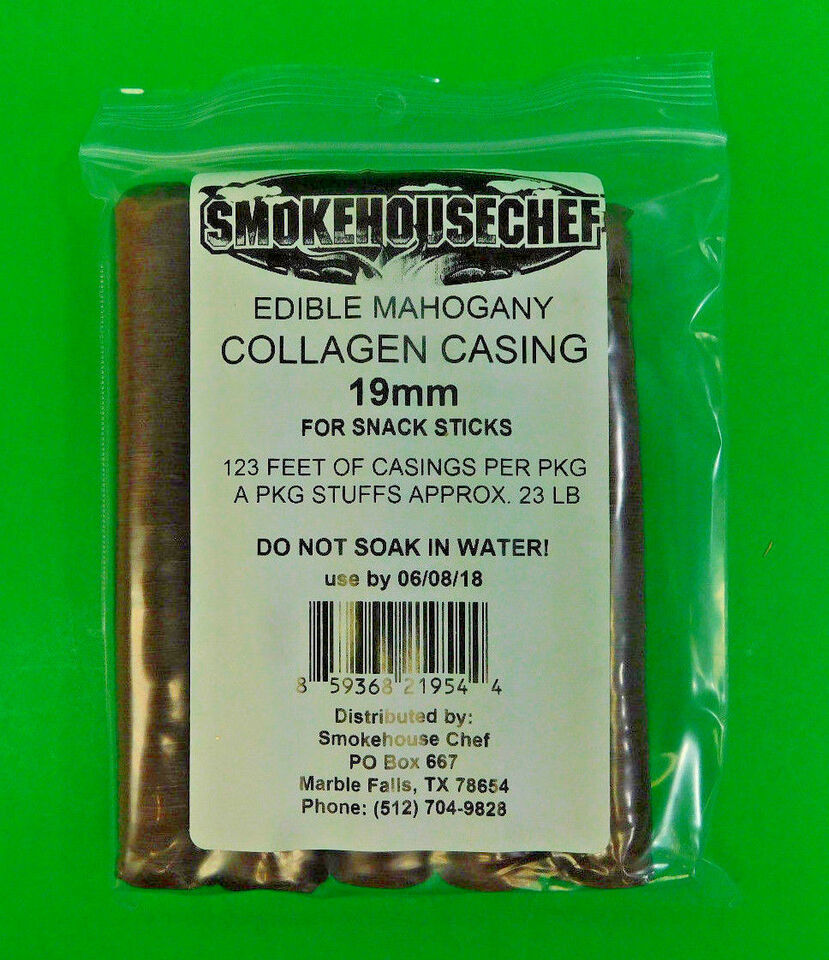 SMOKEHOUSECHEF
EDIBLE MAHOGANY
COLLAGEN CASING
19mm
FOR SNACK STICKS
123 FEET OF CASINGS PER PKG
A PKG STUFFS APPROX. 23 LB
DO NOT SOAK IN WATER!
use by 06/08/18
8 59368 21954 4
Distributed by:
Smokehouse Chef
PO Box 667
Marble Falls, TX 78654
Phone: (512) 704-9828